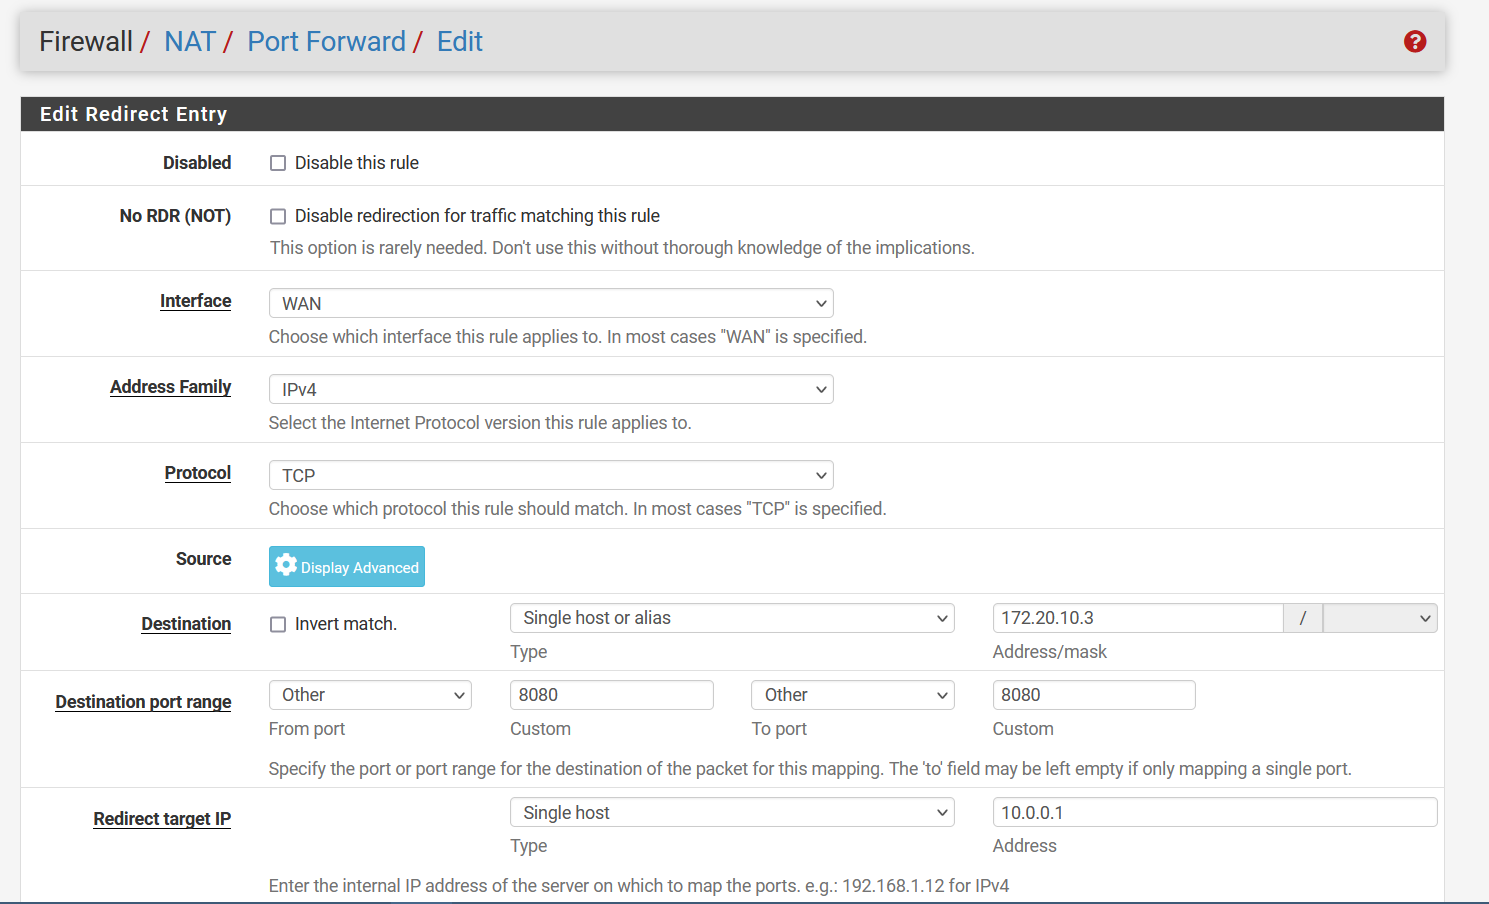 Firewall / NAT / Port Forward / Edit
?
Edit Redirect Entry
Disabled Disable this rule
No RDR (NOT) Disable redirection for traffic matching this rule
This option is rarely needed. Don't use this without thorough knowledge of the implications.
Interface WAN
Choose which interface this rule applies to. In most cases "WAN" is specified.
Address Family IPv4
Select the Internet Protocol version this rule applies to.
Protocol TCP
Choose which protocol this rule should match. In most cases "TCP" is specified.
Source Display Advanced
Destination Invert match. Single host or alias 172.20.10.3 /
Type Address/mask
Destination port range Other 8080 Other 8080
From port Custom To port Custom
Specify the port or port range for the destination of the packet for this mapping. The 'to' field may be left empty if only mapping a single port.
Redirect target IP Single host 10.0.0.1
Type Address
Enter the internal IP address of the server on which to map the ports. e.g.: 192.168.1.12 for IPv4